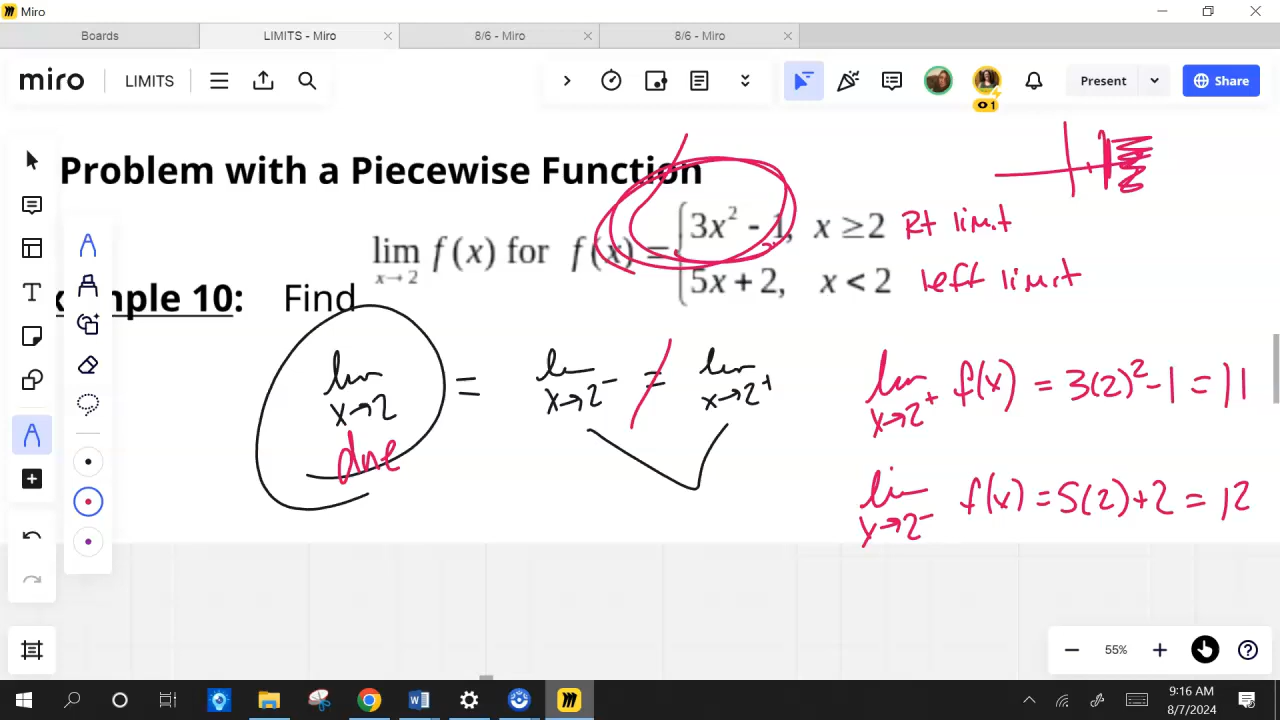 Miro
Boards
LIMITS - Miro
8/6 - Miro
8/6 - Miro
miro
LIMITS
1
Present
Share
Problem with a Piecewise Function
lim f(x) for f(x) = { 3x² - 1, x ≥ 2 Rt limit
x→2 { 5x + 2, x < 2 left limit
xample 10: Find
lim x→2 = lim x→2⁻ = lim x→2⁺
dne
lim x→2⁺ f(x) = 3(2)² - 1 = 11
lim x→2⁻ f(x) = 5(2) + 2 = 12
55%
9:16 AM
8/7/2024